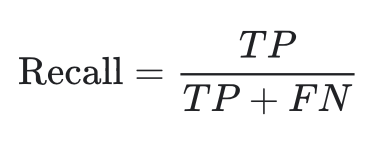 Recall = TP / (TP + FN)